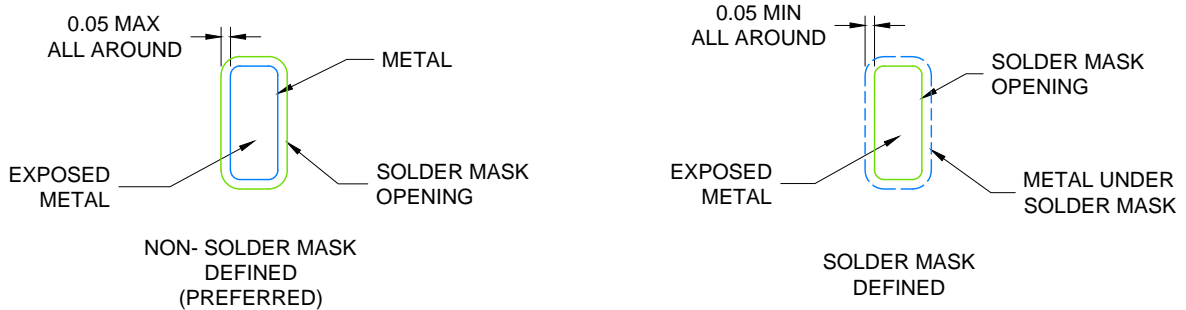 0.05 MAX
ALL AROUND
METAL
EXPOSED
METAL
SOLDER MASK
OPENING
NON- SOLDER MASK
DEFINED
(PREFERRED)
0.05 MIN
ALL AROUND
SOLDER MASK
OPENING
EXPOSED
METAL
METAL UNDER
SOLDER MASK
SOLDER MASK
DEFINED